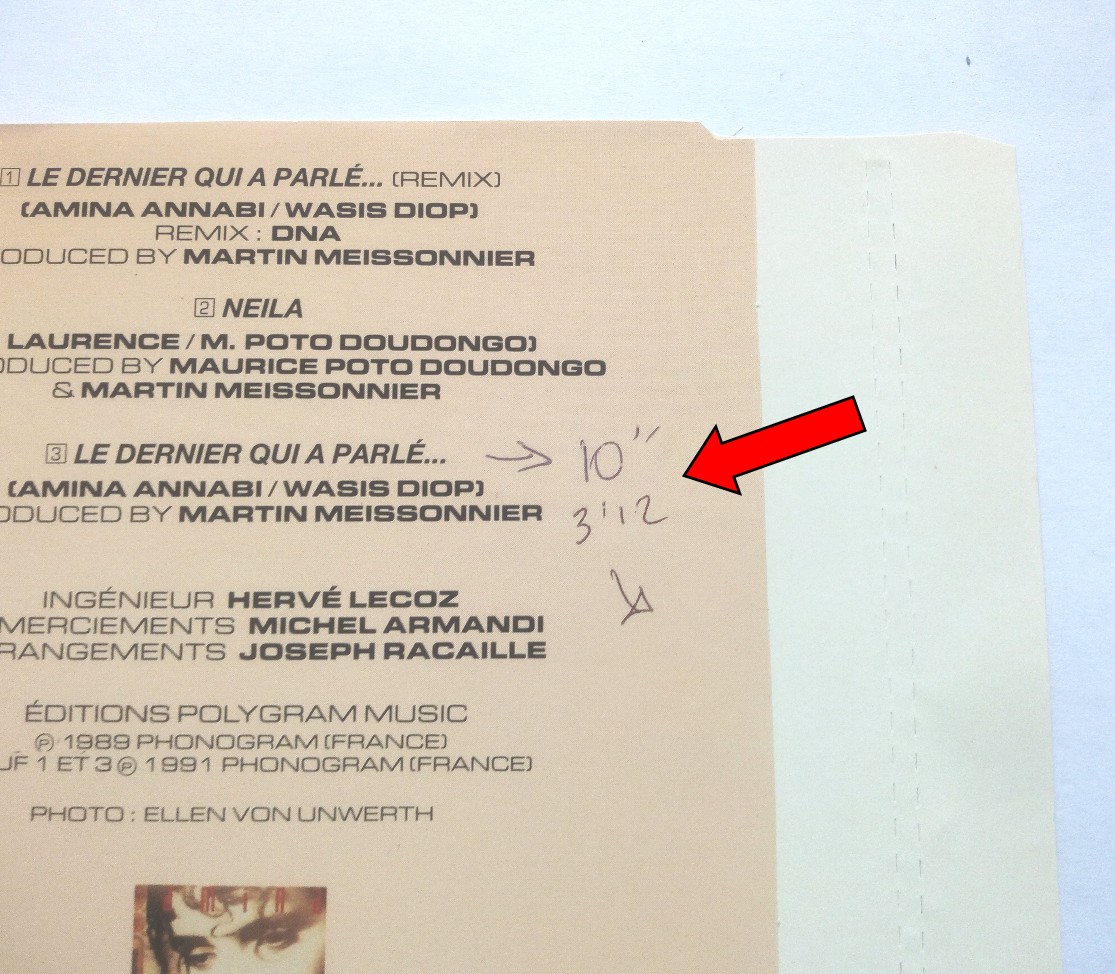 1 LE DERNIER QUI A PARLÉ... (REMIX)
(AMINA ANNABI / WASIS DIOP)
REMIX : DNA
ODUCED BY MARTIN MEISSONNIER
2 NEILA
LAURENCE / M. POTO DOUDONGO)
ODUCED BY MAURICE POTO DOUDONGO
& MARTIN MEISSONNIER
3 LE DERNIER QUI A PARLÉ... → 10''
(AMINA ANNABI / WASIS DIOP)
ODUCED BY MARTIN MEISSONNIER 3'12
INGÉNIEUR HERVÉ LECOZ
MERCIEMENTS MICHEL ARMANDI
RANGEMENTS JOSEPH RACAILLE
ÉDITIONS POLYGRAM MUSIC
℗ 1989 PHONOGRAM (FRANCE)
UF 1 ET 3 ℗ 1991 PHONOGRAM (FRANCE)
PHOTO : ELLEN VON UNWERTH
amina